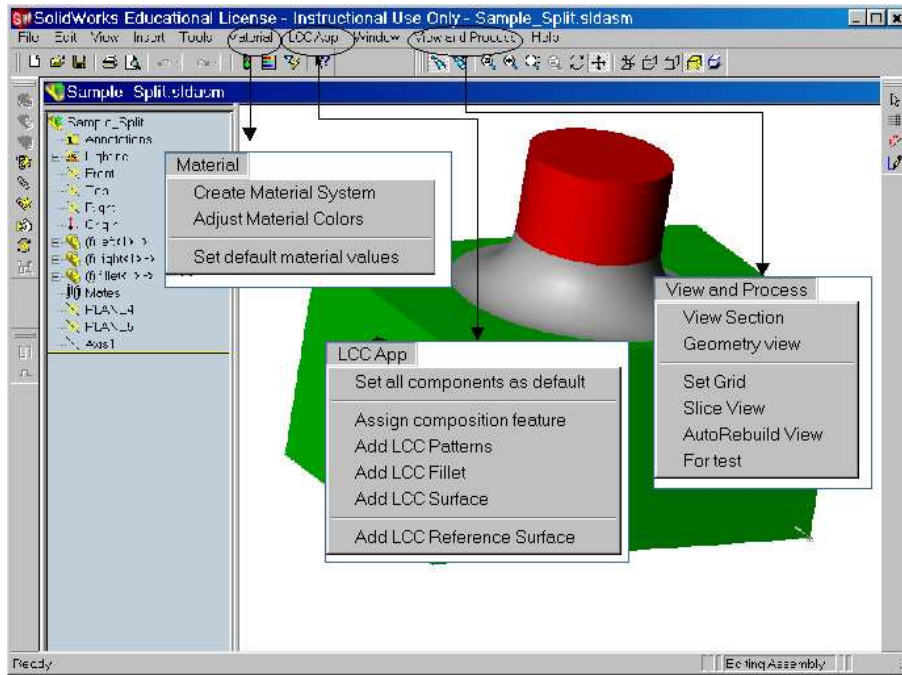 SolidWorks Educational License - Instructional Use Only - Sample_Split.sldasm
File Edit View Insert Tools Material LCC App Window View and Process Help
Sample_Split.sldasm
Sample_Split
Annotations
Lighting
Front
Top
Right
Origin
Mates
PLANE4
PLANE5
Axis1
Material
Create Material System
Adjust Material Colors
Set default material values
LCC App
Set all components as default
Assign composition feature
Add LCC Patterns
Add LCC Fillet
Add LCC Surface
Add LCC Reference Surface
View and Process
View Section
Geometry view
Set Grid
Slice View
AutoRebuild View
For test
Ready
Editing Assembly